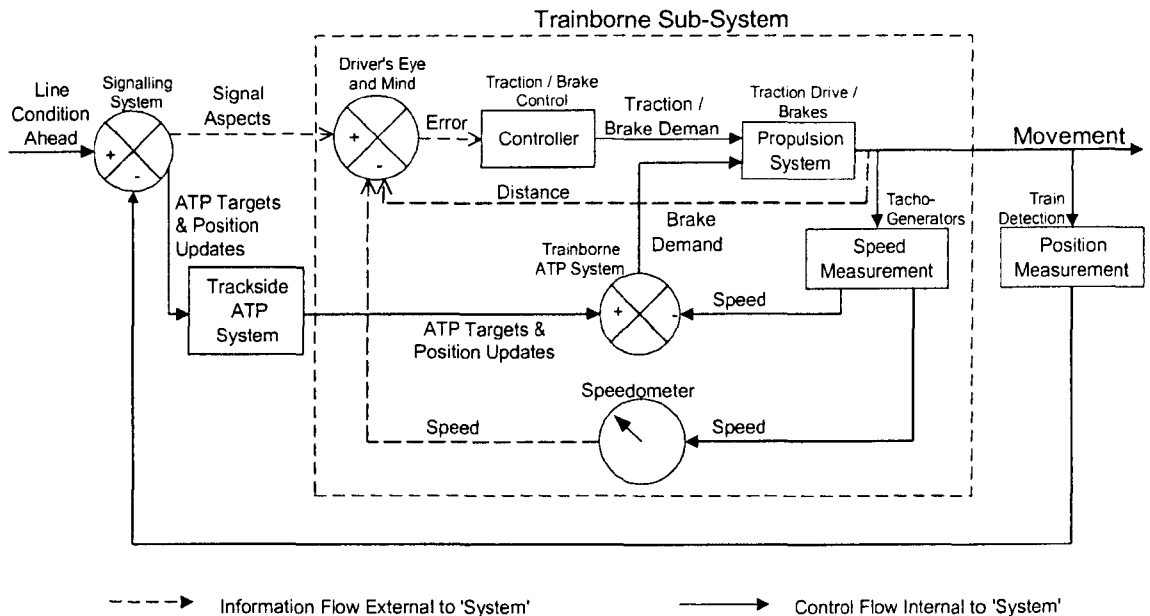 Trainborne Sub-System
Line
Condition
Ahead
Signalling
System
+
-
Signal
Aspects
Driver's Eye
and Mind
+
-
Error
Traction / Brake
Control
Controller
Traction /
Brake Deman
Traction Drive /
Brakes
Propulsion
System
Movement
Distance
ATP Targets
& Position
Updates
Brake
Demand
Tacho-
Generators
Train
Detection
Trackside
ATP
System
Trainborne
ATP System
+
-
Speed
Speed
Measurement
Position
Measurement
ATP Targets &
Position Updates
Speedometer
Speed
Speed
Information Flow External to 'System'
Control Flow Internal to 'System'